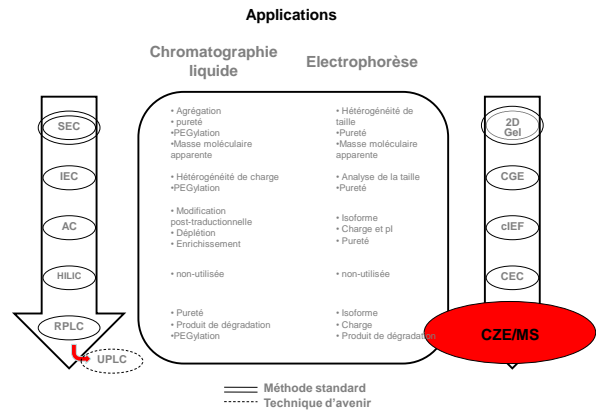 Applications
Chromatographie
liquide
Electrophorèse
SEC
• Agrégation
• pureté
•PEGylation
•Masse moléculaire
apparente
• Hétérogénéité de
taille
•Pureté
•Masse moléculaire
apparente
2D
Gel
IEC
• Hétérogénéité de charge
•PEGylation
• Analyse de la taille
• Pureté
CGE
AC
• Modification
post-traductionnelle
• Déplétion
• Enrichissement
• Isoforme
• Charge et pI
• Pureté
cIEF
HILIC
• non-utilisée
• non-utilisée
CEC
RPLC
• Pureté
• Produit de dégradation
•PEGylation
• Isoforme
• Charge
• Produit de dégradation
CZE/MS
UPLC
Méthode standard
Technique d'avenir